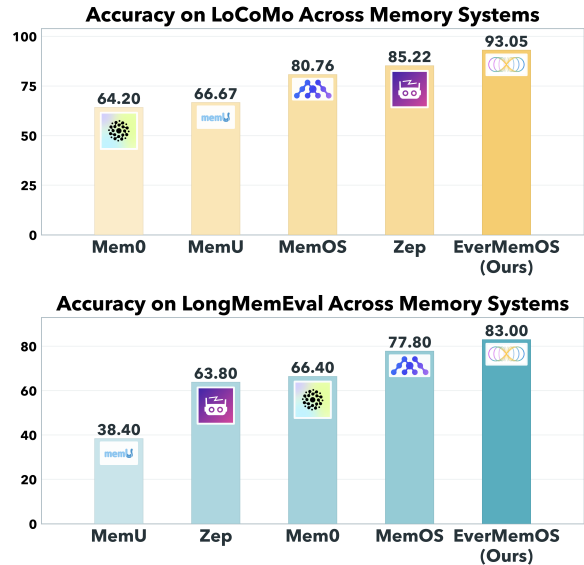 Accuracy on LoCoMo Across Memory Systems
100
75
50
25
0
64.20
66.67
80.76
85.22
93.05
memU
Mem0
MemU
MemOS
Zep
EverMemOS
(Ours)
Accuracy on LongMemEval Across Memory Systems
80
60
40
20
0
38.40
63.80
66.40
77.80
83.00
memU
MemU
Zep
Mem0
MemOS
EverMemOS
(Ours)